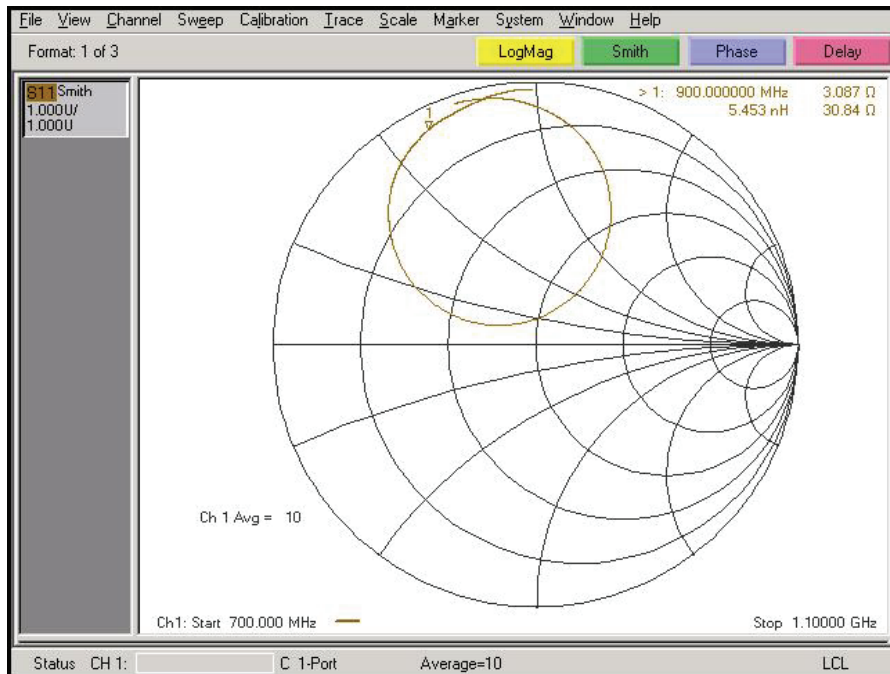 File View Channel Sweep Calibration Trace Scale Marker System Window Help
Format: 1 of 3 LogMag Smith Phase Delay
S11 Smith
1.000U/
1.000U
> 1: 900.000000 MHz 3.087 Ω
5.453 nH 30.84 Ω
1
Ch 1 Avg = 10
Ch1: Start 700.000 MHz Stop 1.10000 GHz
Status CH 1: C 1-Port Average=10 LCL